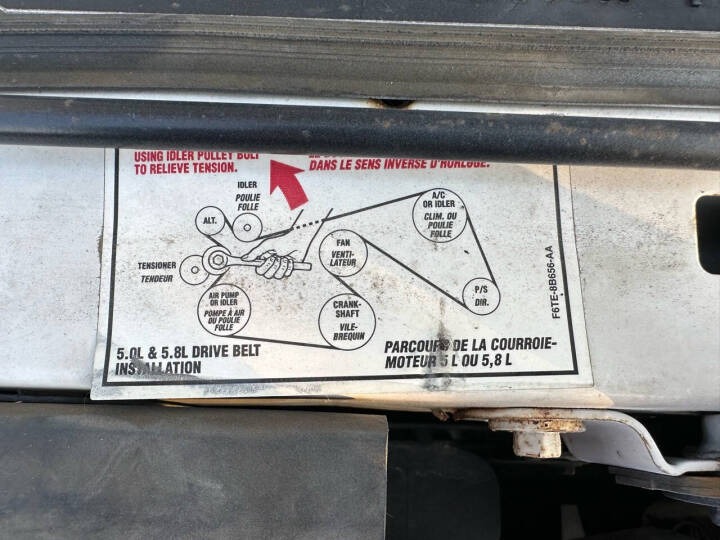 USING IDLER PULLEY BOLT
TO RELIEVE TENSION.
DANS LE SENS INVERSE D'HORLOGE.
IDLER
POULIE
FOLLE
ALT.
A/C
OR IDLER
CLIM. OU
POULIE
FOLLE
FAN
VENTI-
LATEUR
TENSIONER
TENDEUR
P/S
DIR.
AIR PUMP
OR IDLER
POMPE À AIR
OU POULIE
FOLLE
CRANK-
SHAFT
VILE-
BREQUIN
F6TE-8B656-AA
5.0L & 5.8L DRIVE BELT
INSTALLATION
PARCOURS DE LA COURROIE-
MOTEUR 5 L OU 5,8 L